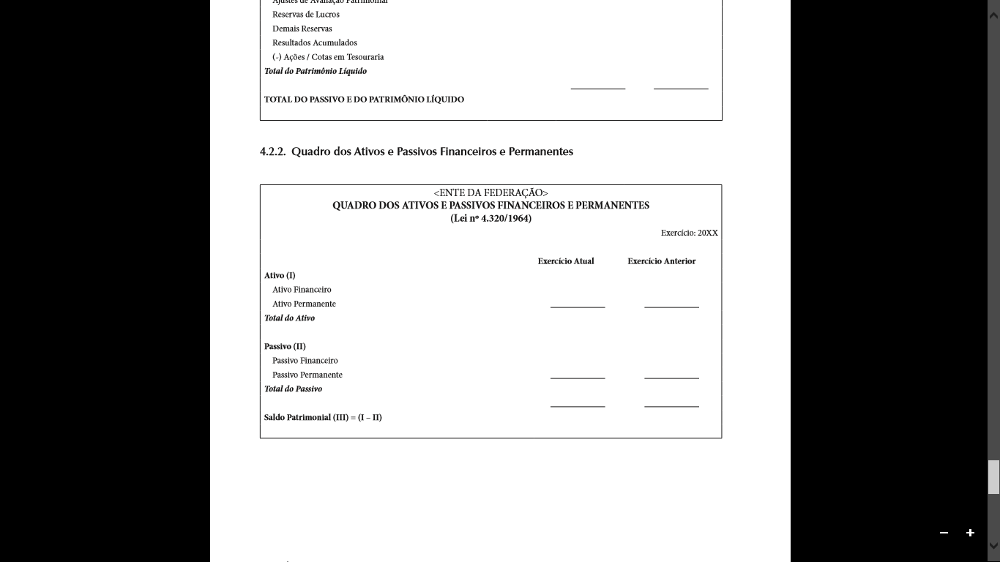 Ajustes de Avaliação Patrimonial
Reservas de Lucros
Demais Reservas
Resultados Acumulados
(-) Ações / Cotas em Tesouraria
Total do Patrimônio Líquido
TOTAL DO PASSIVO E DO PATRIMÔNIO LÍQUIDO
4.2.2. Quadro dos Ativos e Passivos Financeiros e Permanentes
<ENTE DA FEDERAÇÃO>
QUADRO DOS ATIVOS E PASSIVOS FINANCEIROS E PERMANENTES
(Lei nº 4.320/1964)
Exercício: 20XX
Exercício Atual Exercício Anterior
Ativo (I)
Ativo Financeiro
Ativo Permanente
Total do Ativo
Passivo (II)
Passivo Financeiro
Passivo Permanente
Total do Passivo
Saldo Patrimonial (III) = (I – II)